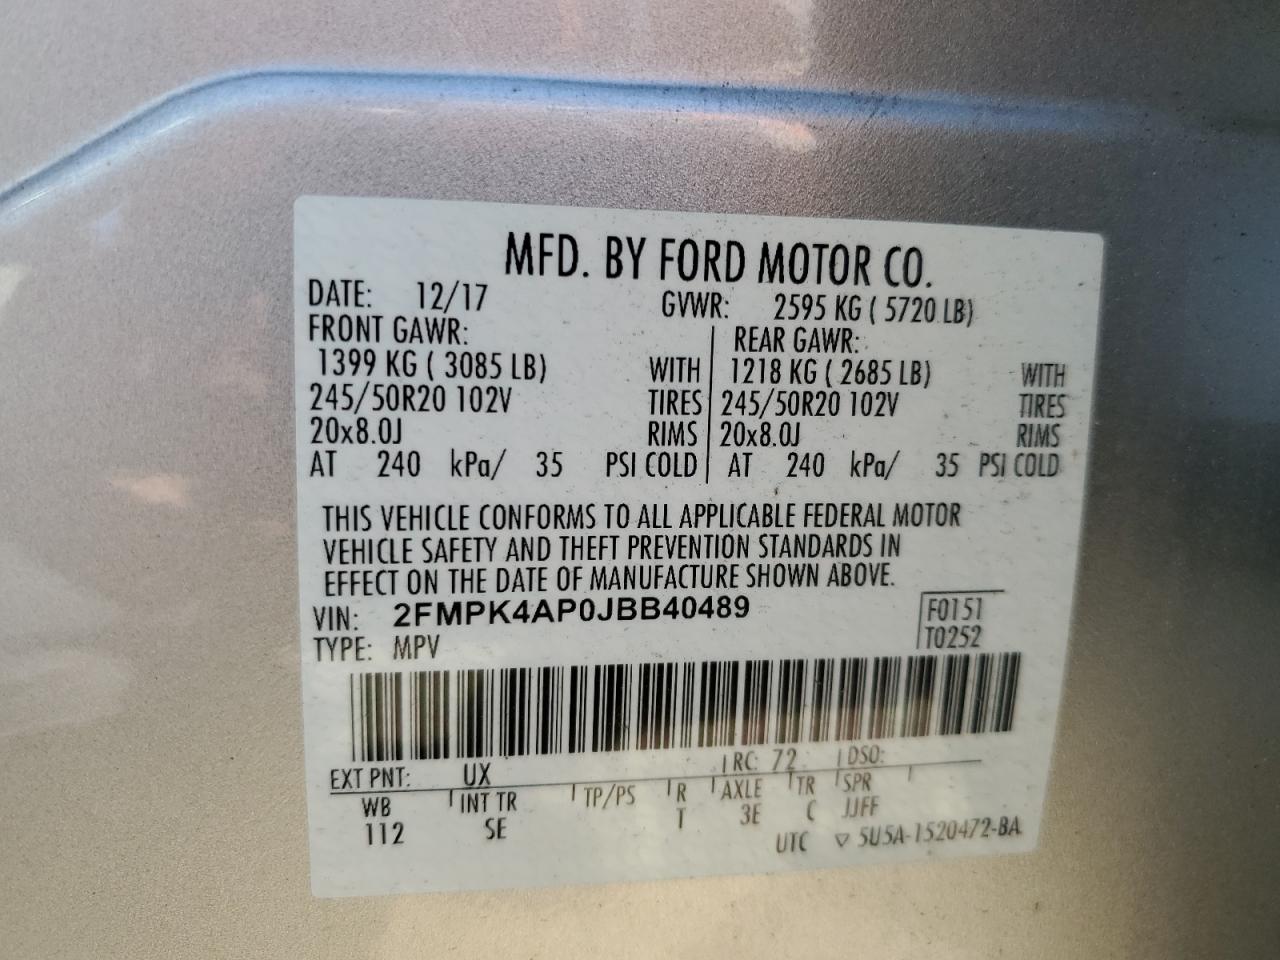 MFD. BY FORD MOTOR CO.
DATE: 12/17 GVWR: 2595 KG ( 5720 LB)
FRONT GAWR: REAR GAWR:
1399 KG ( 3085 LB) WITH 1218 KG ( 2685 LB) WITH
245/50R20 102V TIRES 245/50R20 102V TIRES
20x8.0J RIMS 20x8.0J RIMS
AT 240 kPa/ 35 PSI COLD AT 240 kPa/ 35 PSI COLD
THIS VEHICLE CONFORMS TO ALL APPLICABLE FEDERAL MOTOR
VEHICLE SAFETY AND THEFT PREVENTION STANDARDS IN
EFFECT ON THE DATE OF MANUFACTURE SHOWN ABOVE.
VIN: 2FMPK4AP0JBB40489 F0151
TYPE: MPV T0252
EXT PNT: UX RC: 72 DSO:
WB INT TR TP/PS R AXLE TR SPR
112 SE T 3E C JJFF
UTC ▽ 5U5A-1520472-BA